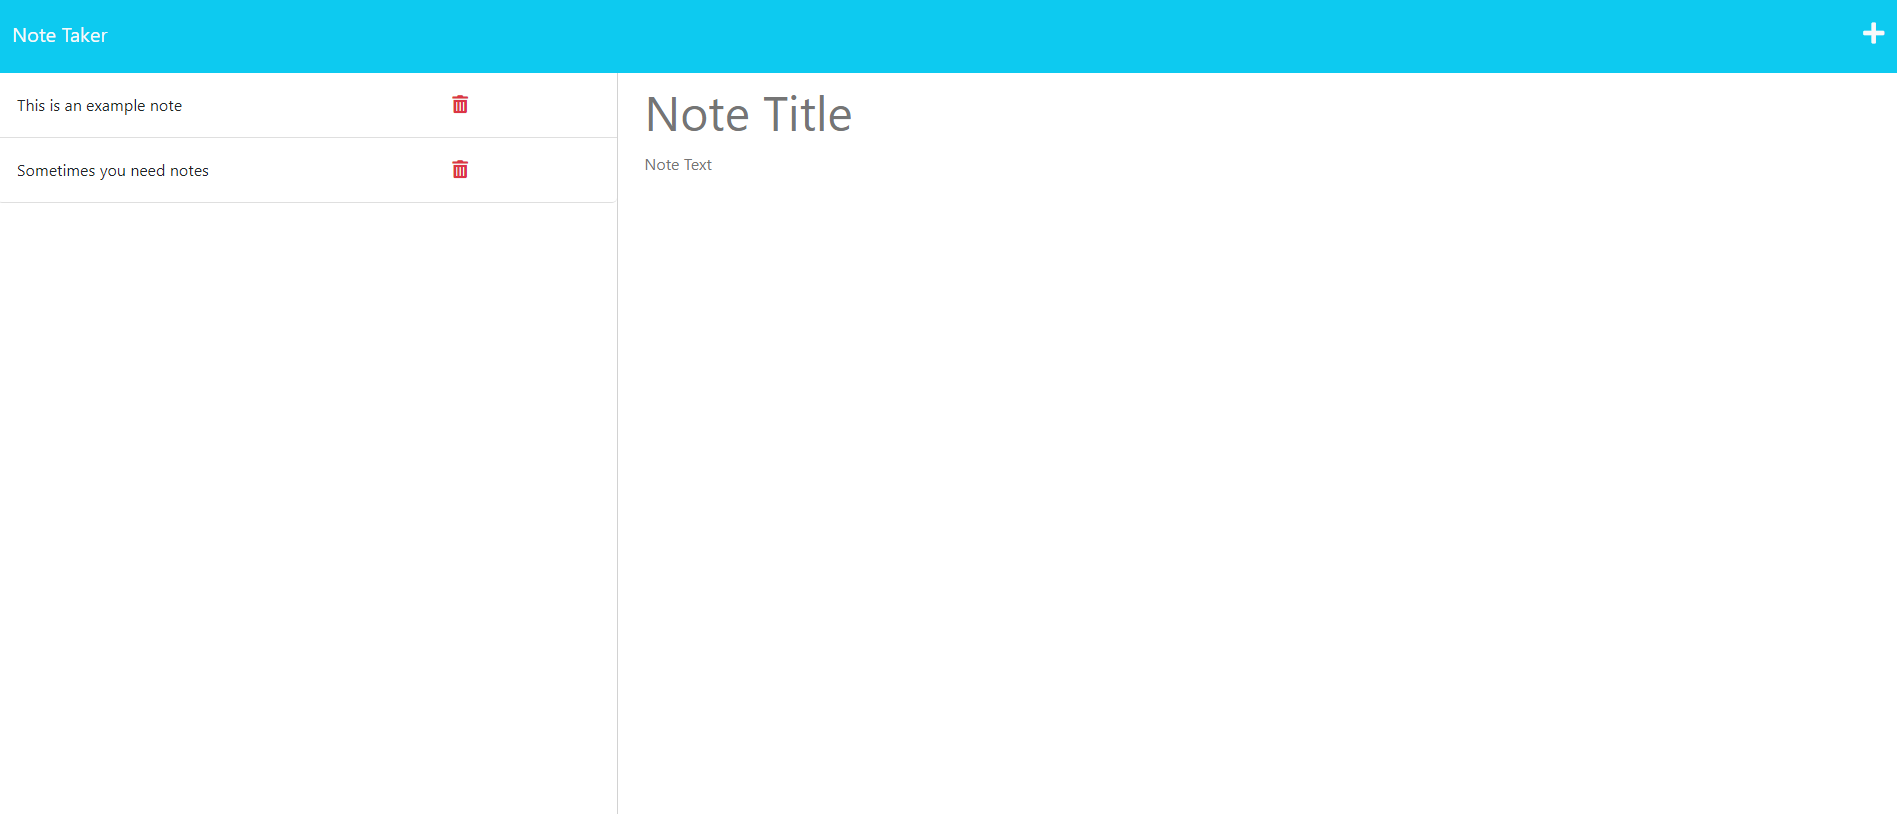 Note Taker
This is an example note
Sometimes you need notes
Note Title
Note Text